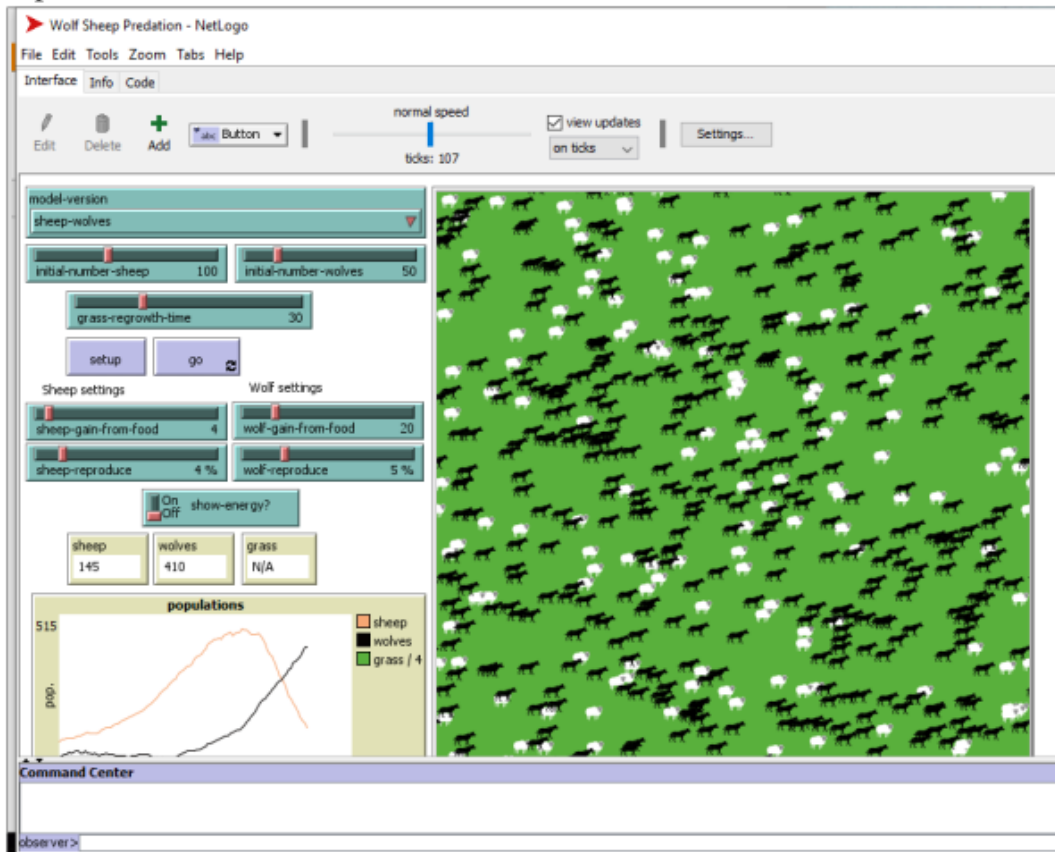 Wolf Sheep Predation - NetLogo
File Edit Tools Zoom Tabs Help
Interface Info Code
Edit Delete Add abc Button
normal speed
ticks: 107
view updates
on ticks
Settings...
model-version
sheep-wolves
initial-number-sheep 100
initial-number-wolves 50
grass-regrowth-time 30
setup go
Sheep settings Wolf settings
sheep-gain-from-food 4
wolf-gain-from-food 20
sheep-reproduce 4 %
wolf-reproduce 5 %
On
Off
show-energy?
sheep
145
wolves
410
grass
N/A
populations
515
pop.
sheep
wolves
grass / 4
Command Center
observer>